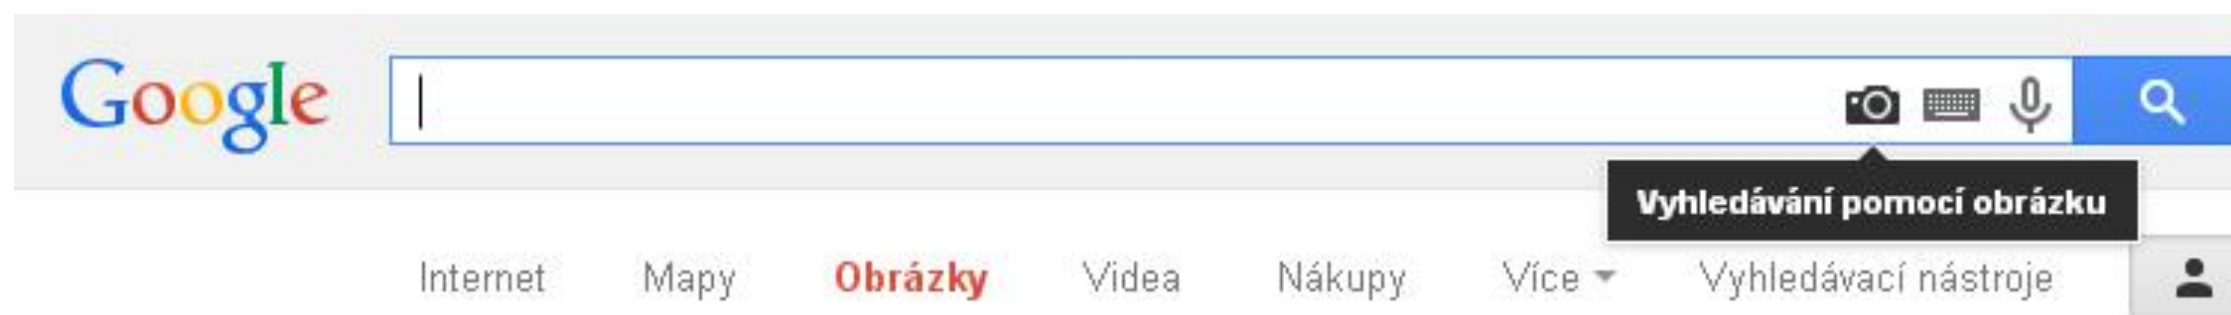 Google
Vyhledávání pomocí obrázku
Internet Mapy Obrázky Videa Nákupy Více Vyhledávací nástroje